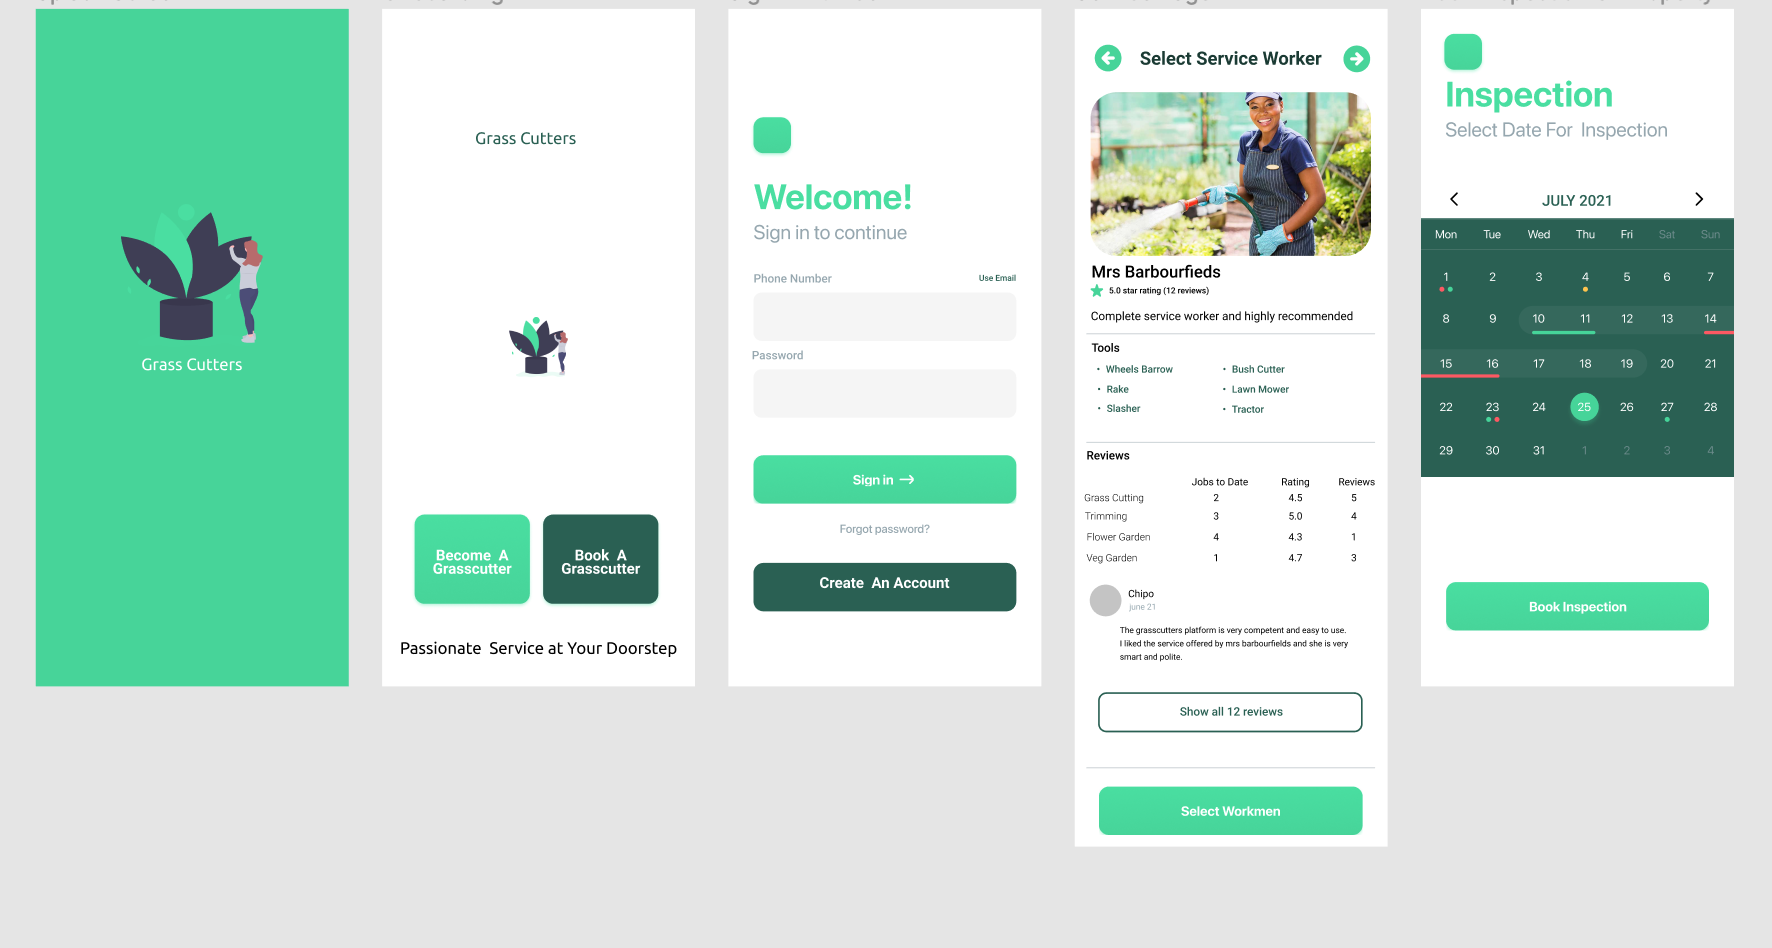 Grass Cutters
Grass Cutters
Become A
Grasscutter
Book A
Grasscutter
Passionate Service at Your Doorstep
Welcome!
Sign in to continue
Phone Number
Use Email
Password
Sign in →
Forgot password?
Create An Account
Select Service Worker
Mrs Barbourfieds
5.0 star rating (12 reviews)
Complete service worker and highly recommended
Tools
• Wheels Barrow
• Bush Cutter
• Rake
• Lawn Mower
• Slasher
• Tractor
Reviews
Jobs to Date Rating Reviews
Grass Cutting 2 4.5 5
Trimming 3 5.0 4
Flower Garden 4 4.3 1
Veg Garden 1 4.7 3
Chipo
june 21
The grasscutters platform is very competent and easy to use.
I liked the service offered by mrs barbourfields and she is very
smart and polite.
Show all 12 reviews
Select Workmen
Inspection
Select Date For Inspection
JULY 2021
Mon Tue Wed Thu Fri Sat Sun
1 2 3 4 5 6 7
8 9 10 11 12 13 14
15 16 17 18 19 20 21
22 23 24 25 26 27 28
29 30 31 1 2 3 4
Book Inspection